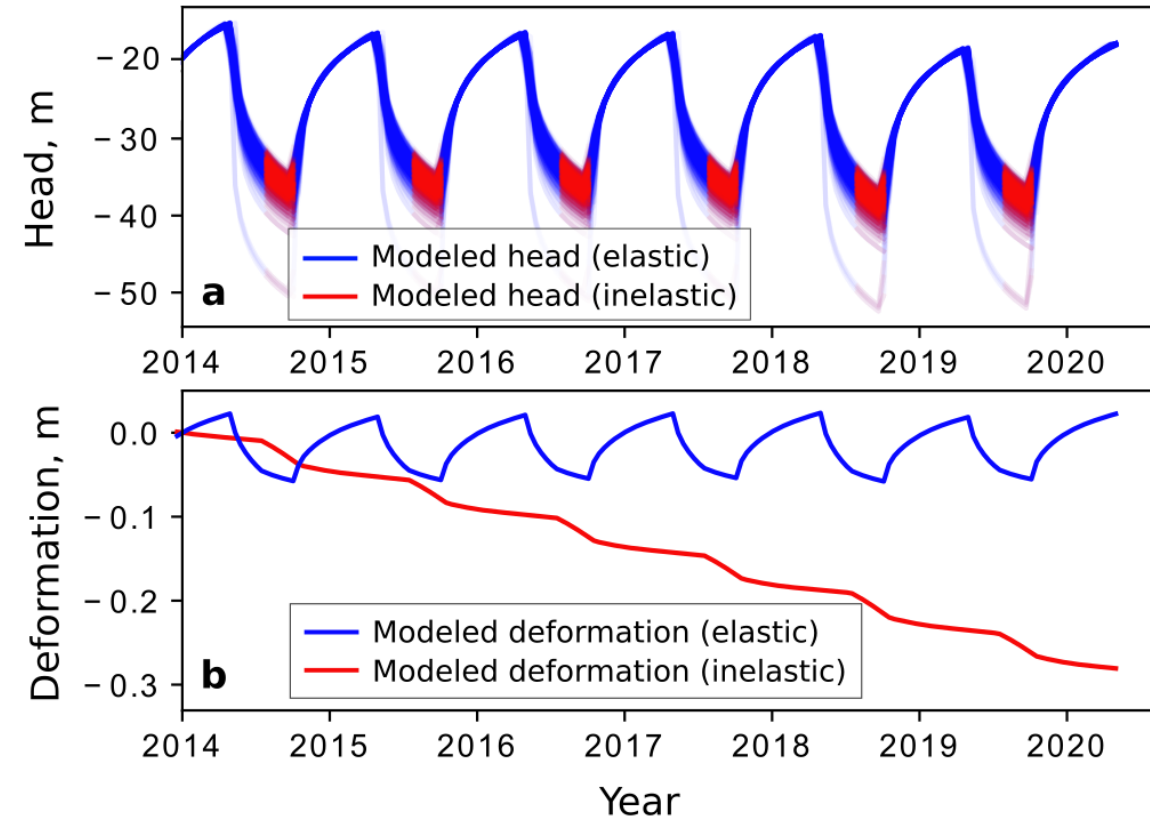 Head, m
−20
−30
−40
−50
Modeled head (elastic)
Modeled head (inelastic)
a
2014 2015 2016 2017 2018 2019 2020
Deformation, m
0.0
−0.1
−0.2
−0.3
Modeled deformation (elastic)
Modeled deformation (inelastic)
b
2014 2015 2016 2017 2018 2019 2020
Year